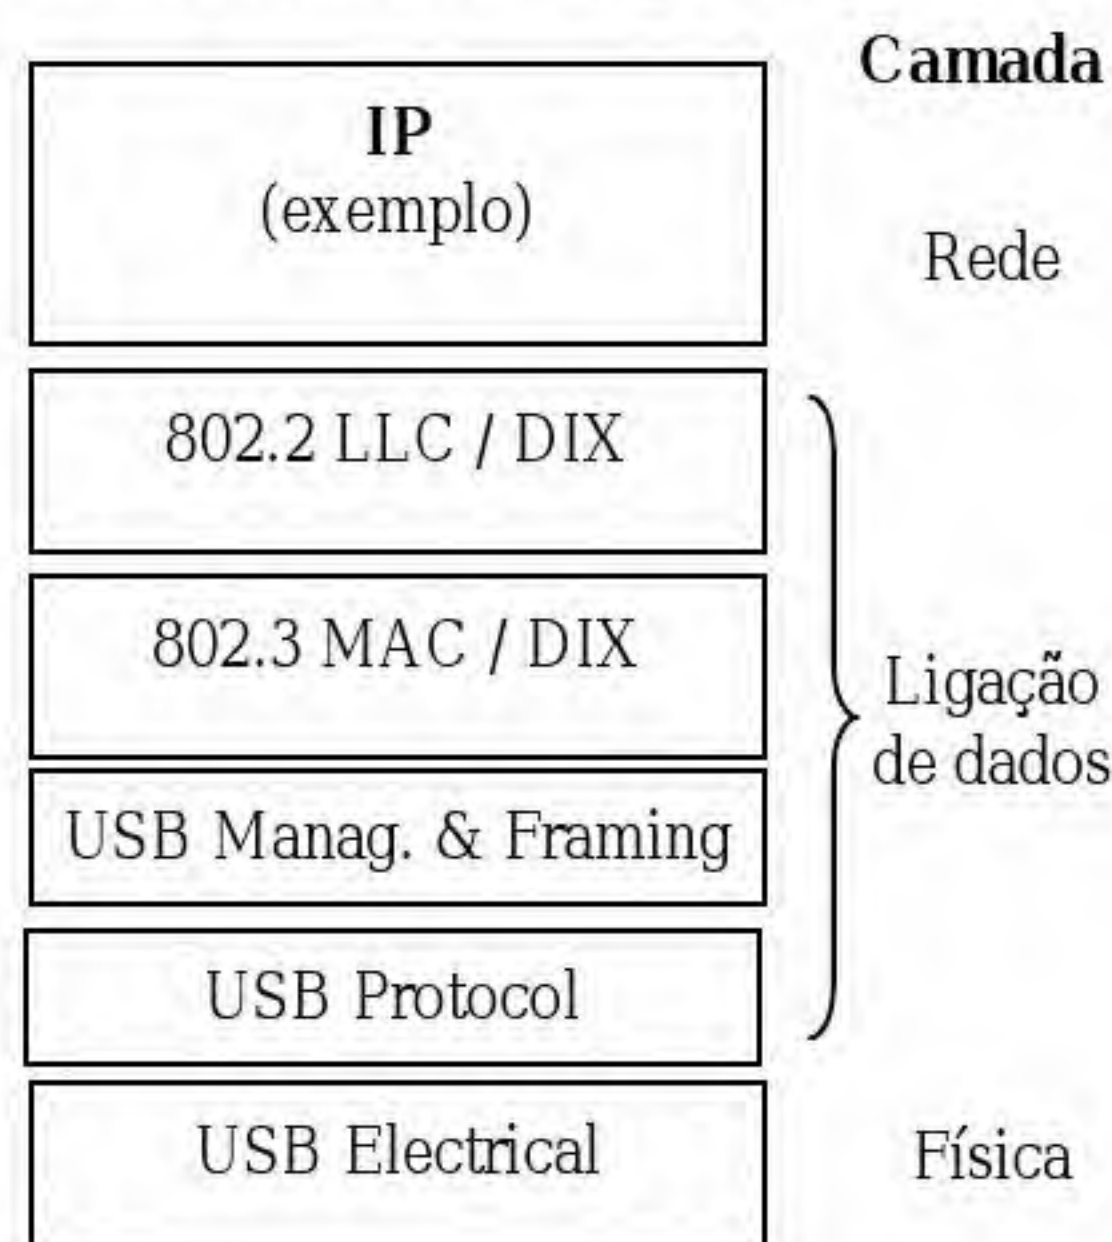 Camada
IP
(exemplo)
Rede
802.2 LLC / DIX
802.3 MAC / DIX
Ligação
de dados
USB Manag. & Framing
USB Protocol
USB Electrical
Física